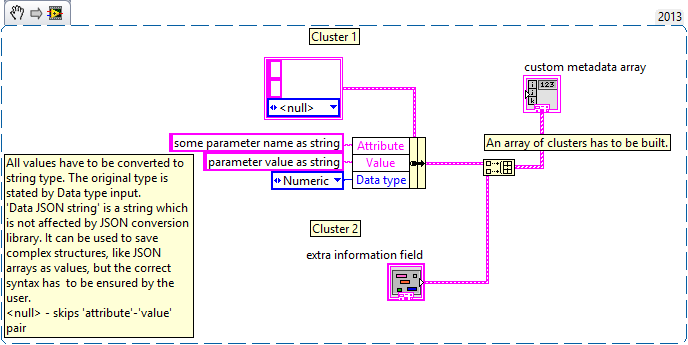 2013
Cluster 1
<null>
custom metadata array
123
i
j
k
some parameter name as string
parameter value as string
Numeric
Attribute
Value
Data type
An array of clusters has to be built.
All values have to be converted to
string type. The original type is
stated by Data type input.
'Data JSON string' is a string which
is not affected by JSON conversion
library. It can be used to save
complex structures, like JSON
arrays as values, but the correct
syntax has  to be ensured by the
user.
<null> - skips 'attribute'-'value'
pair
Cluster 2
extra information field